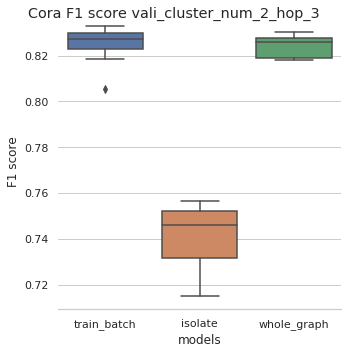 Cora F1 score vali_cluster_num_2_hop_3
0.82
0.80
0.78
0.76
0.74
0.72
F1 score
train_batch isolate whole_graph
models